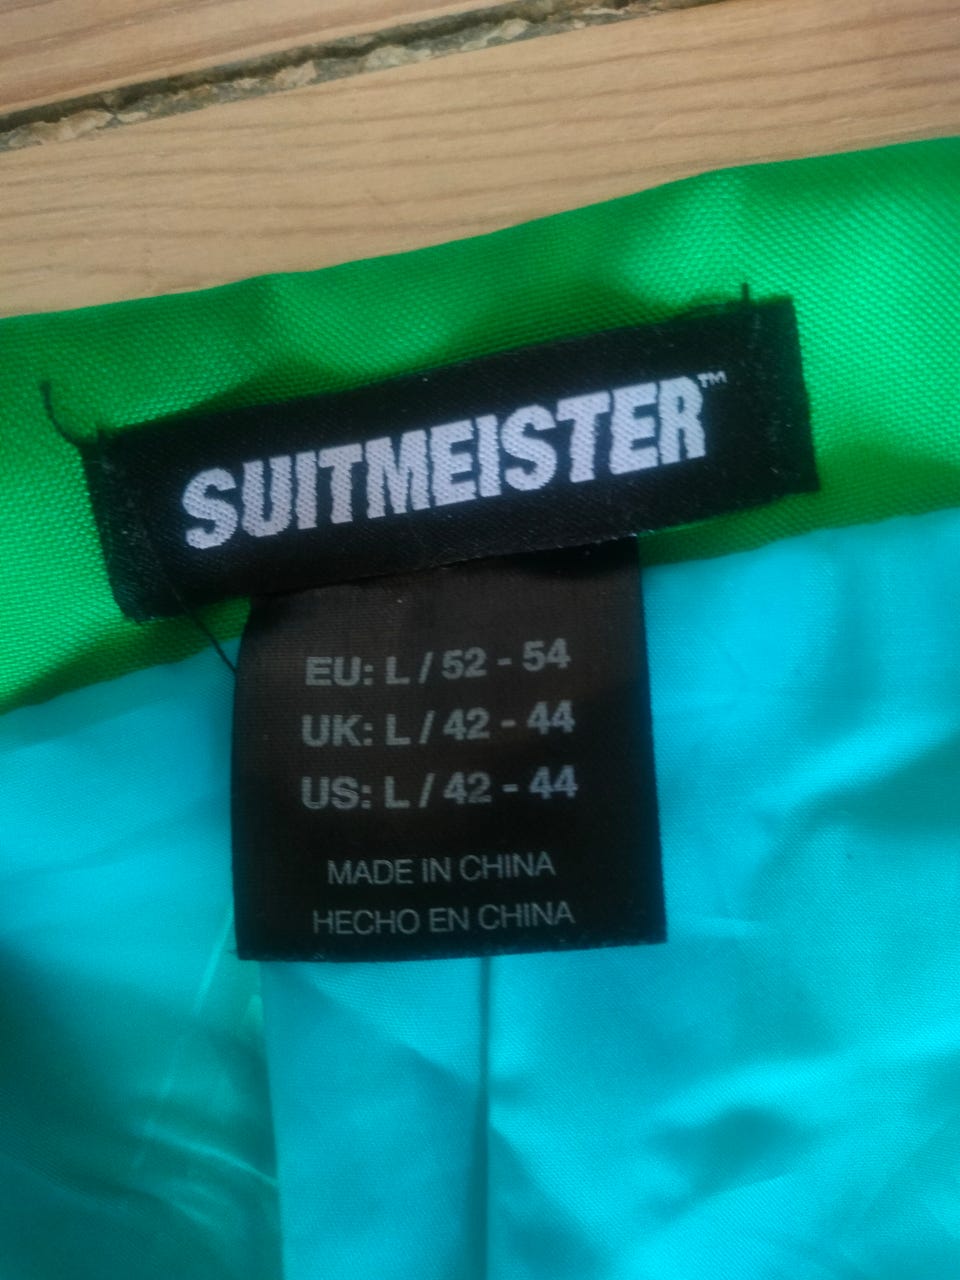 SUITMEISTER™
EU: L / 52 - 54
UK: L / 42 - 44
US: L / 42 - 44
MADE IN CHINA
HECHO EN CHINA